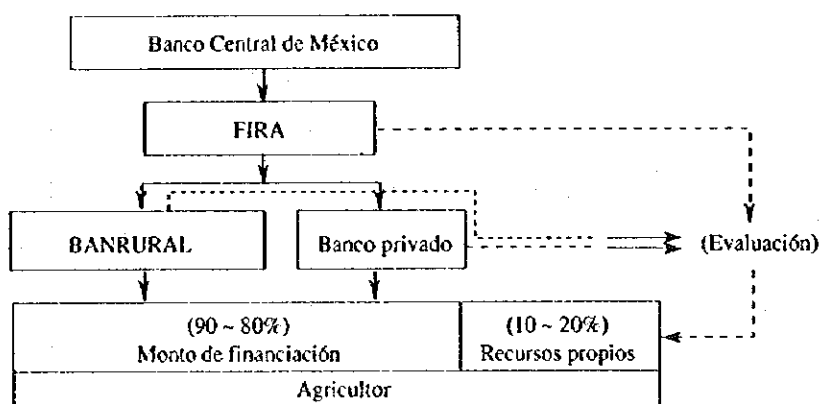 Banco Central de México
FIRA
BANRURAL
Banco privado
(Evaluación)
(90 ~ 80%)
Monto de financiación
(10 ~ 20%)
Recursos propios
Agricultor